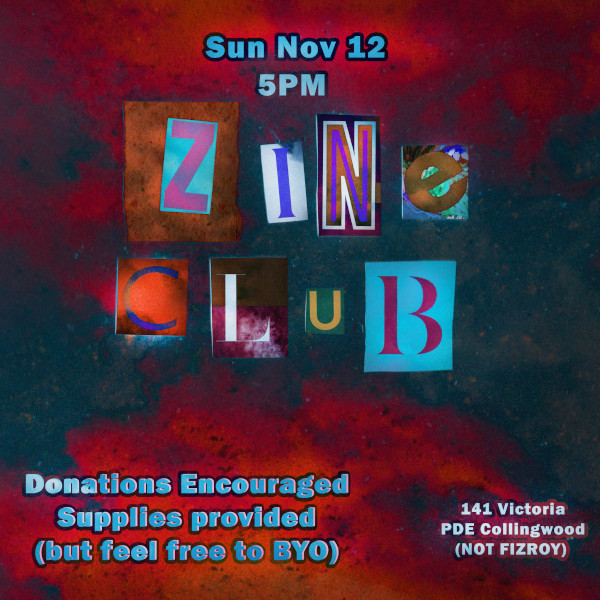 Sun Nov 12
5PM
ZINe
CLUB
Donations Encouraged
Supplies provided
(but feel free to BYO)
141 Victoria
PDE Collingwood
(NOT FIZROY)